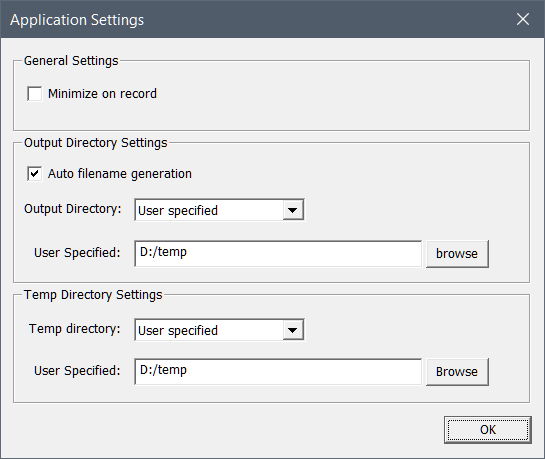 Application Settings
General Settings
Minimize on record
Output Directory Settings
Auto filename generation
Output Directory: User specified
User Specified: D:/temp browse
Temp Directory Settings
Temp directory: User specified
User Specified: D:/temp Browse
OK